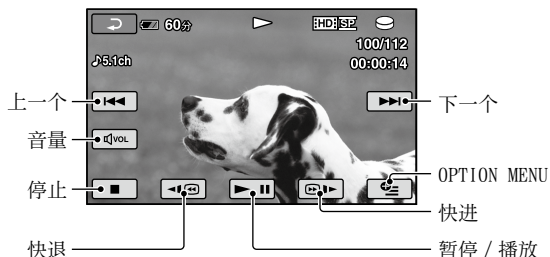 60分
HD SP
100/112
♪5.1ch
00:00:14
上一个
下一个
音量
VOL
停止
OPTION MENU
快进
快退
暂停 / 播放